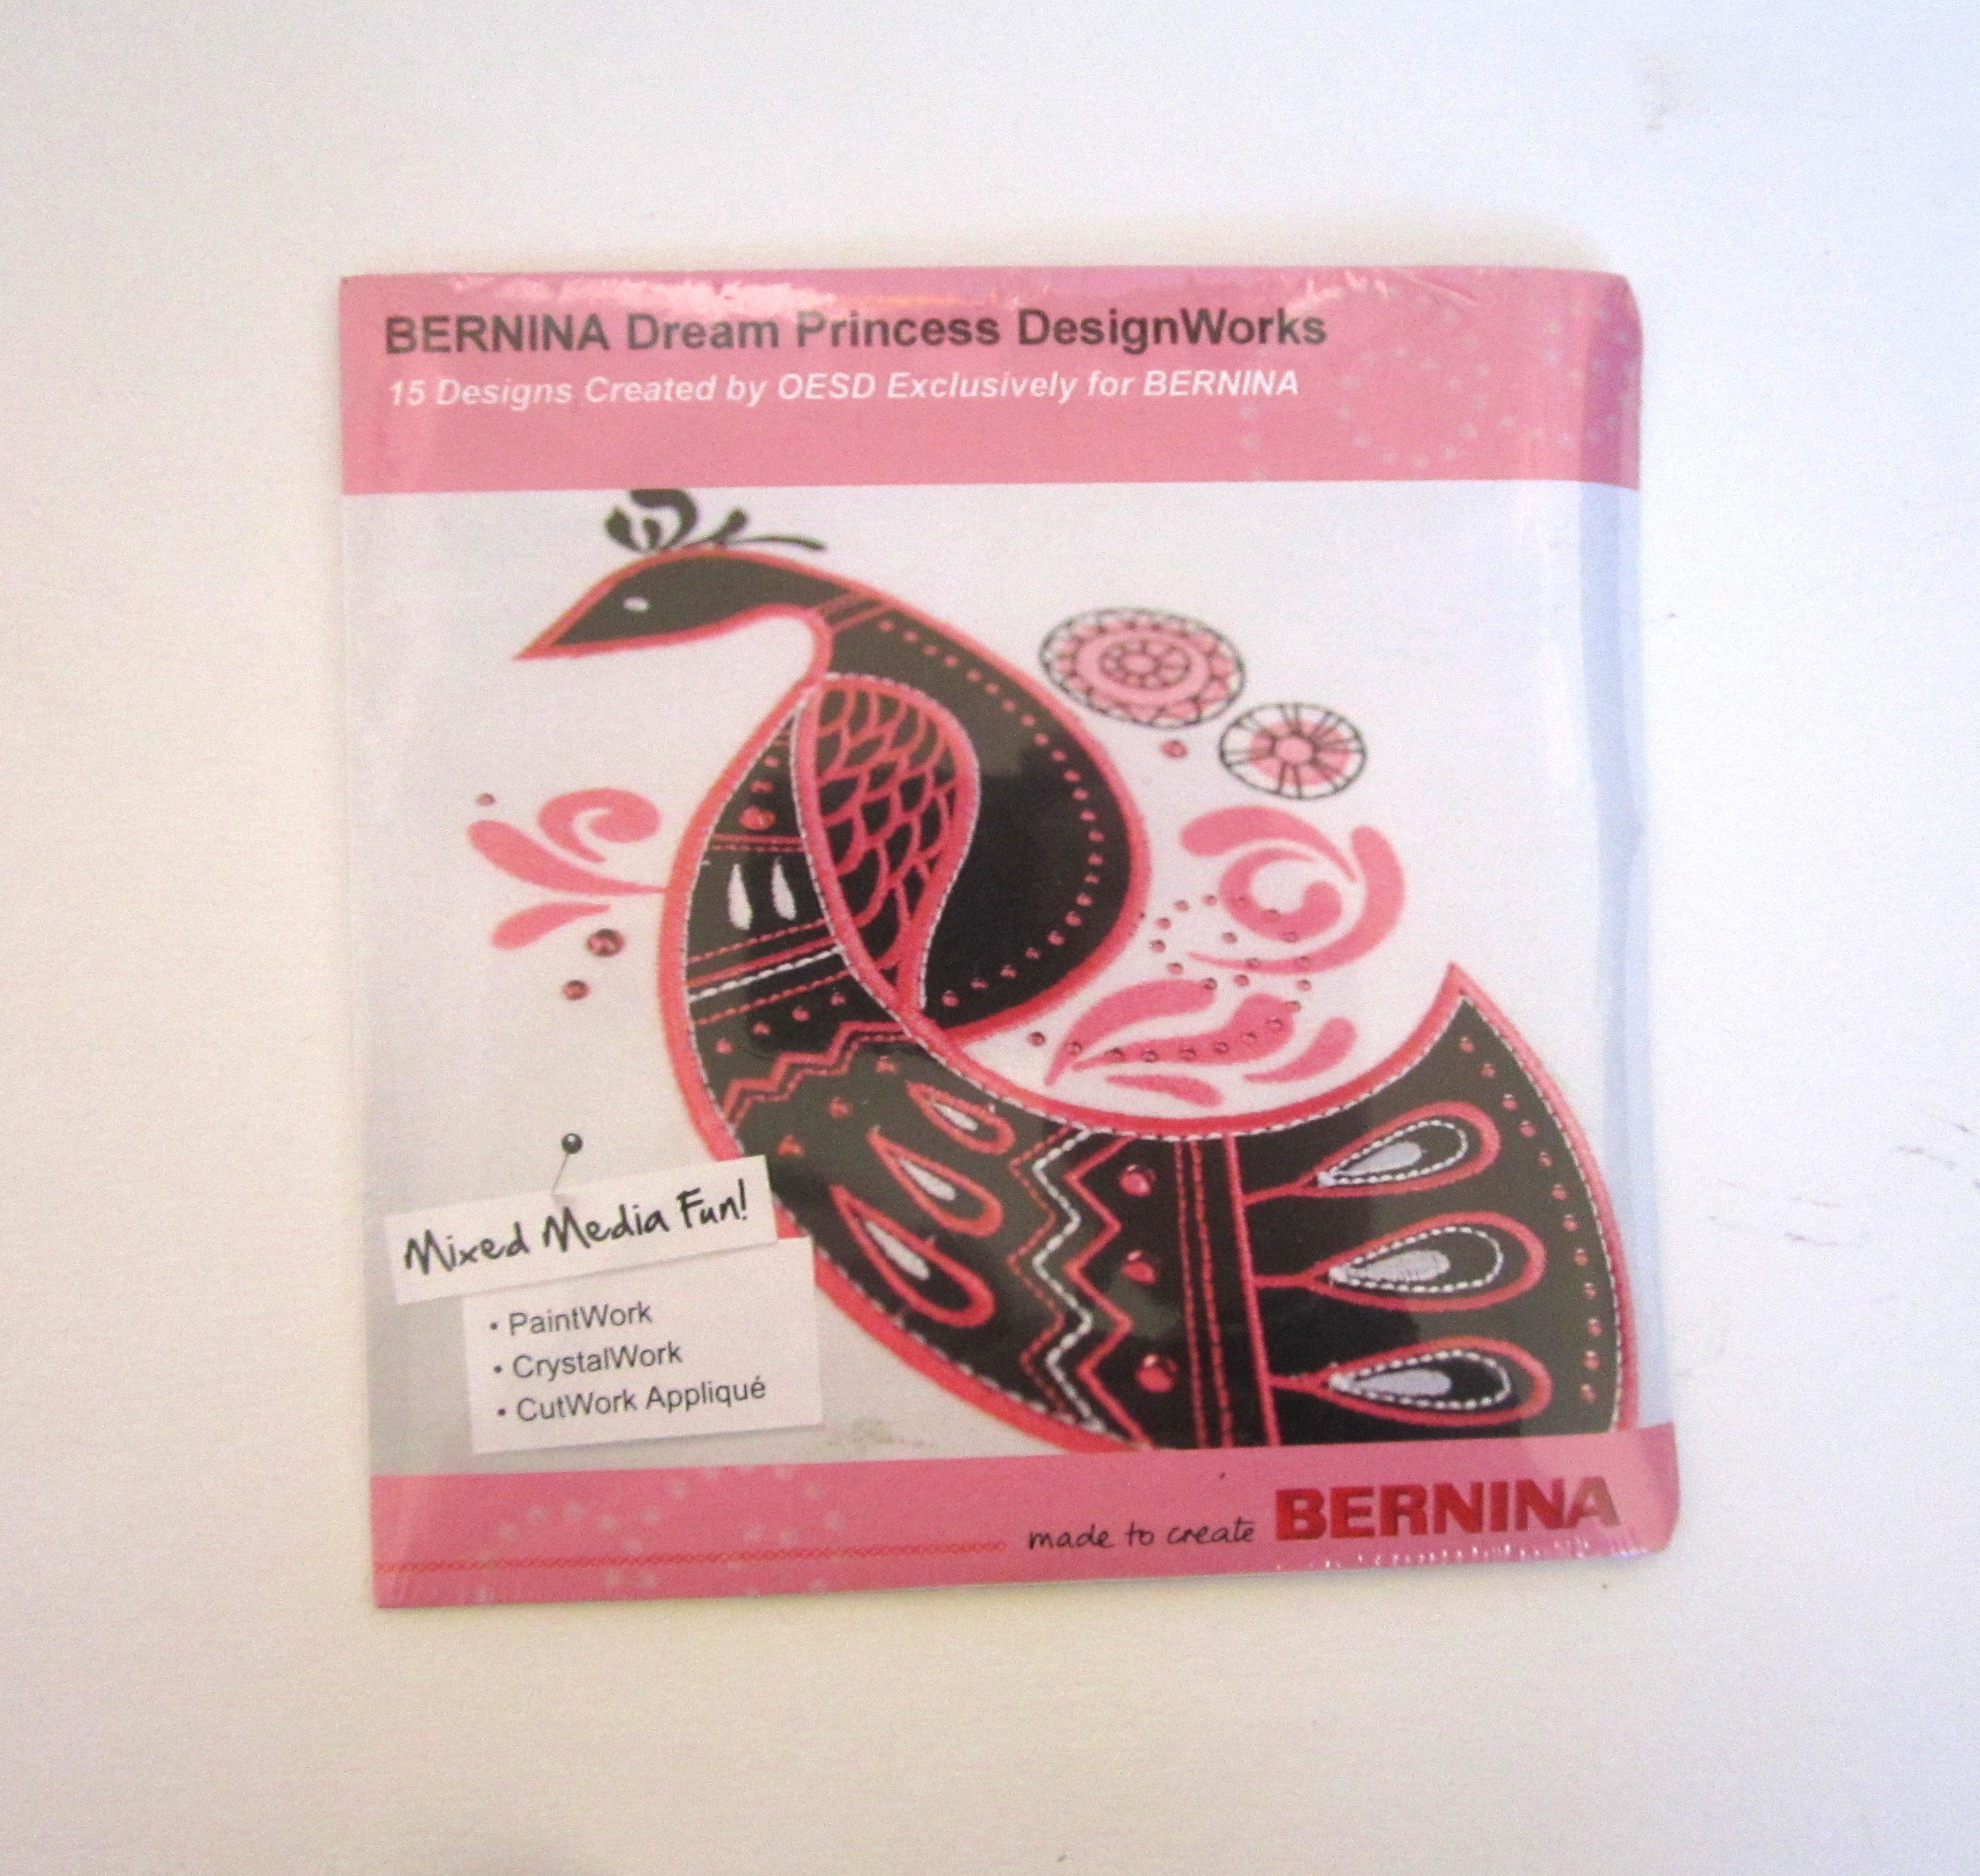 BERNINA Dream Princess DesignWorks
15 Designs Created by OESD Exclusively for BERNINA
Mixed Media Fun!
• PaintWork
• CrystalWork
• CutWork Appliqué
made to create BERNINA